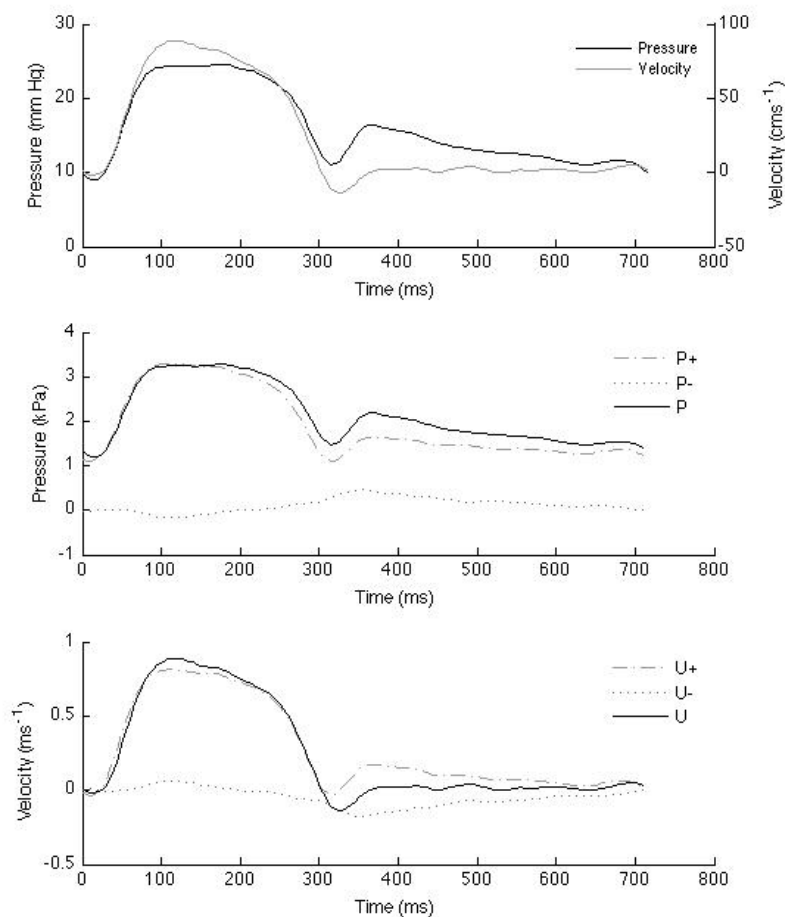 30
20
10
0
Pressure (mm Hq)
Pressure
Velocity
100
50
0
-50
Velocity (cms⁻¹)
0 100 200 300 400 500 600 700 800
Time (ms)
4
3
2
1
0
-1
Pressure (kPa)
P+
P-
P
0 100 200 300 400 500 600 700 800
Time (ms)
1
0.5
0
-0.5
Velocity (ms⁻¹)
U+
U-
U
0 100 200 300 400 500 600 700 800
Time (ms)